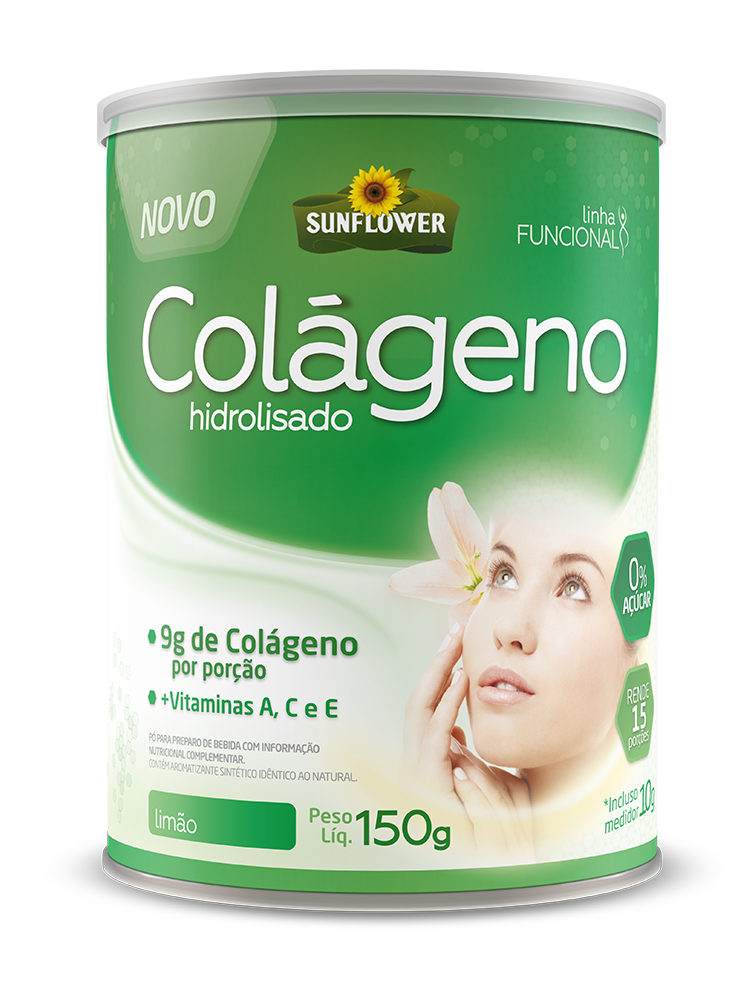 NOVO
SUNFLOWER
linha
FUNCIONAL
Colágeno
hidrolisado
0%
AÇÚCAR
9g de Colágeno
por porção
+Vitaminas A, C e E
RENDE
15
porções
PÓ PARA PREPARO DE BEBIDA COM INFORMAÇÃO
NUTRICIONAL COMPLEMENTAR.
CONTÉM AROMATIZANTE SINTÉTICO IDÊNTICO AO NATURAL.
limão
Peso
Líq. 150g
*Incluso
medidor 10g